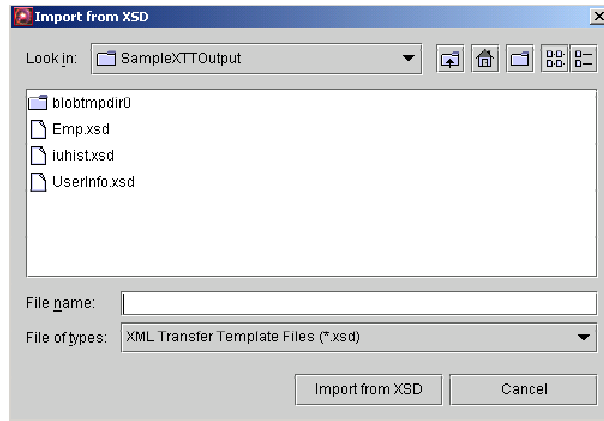 Import from XSD
Look in: SampleXTTOutput
blobtmpdir0
Emp.xsd
iuhist.xsd
UserInfo.xsd
File name:
File of types: XML Transfer Template Files (*.xsd)
Import from XSD Cancel